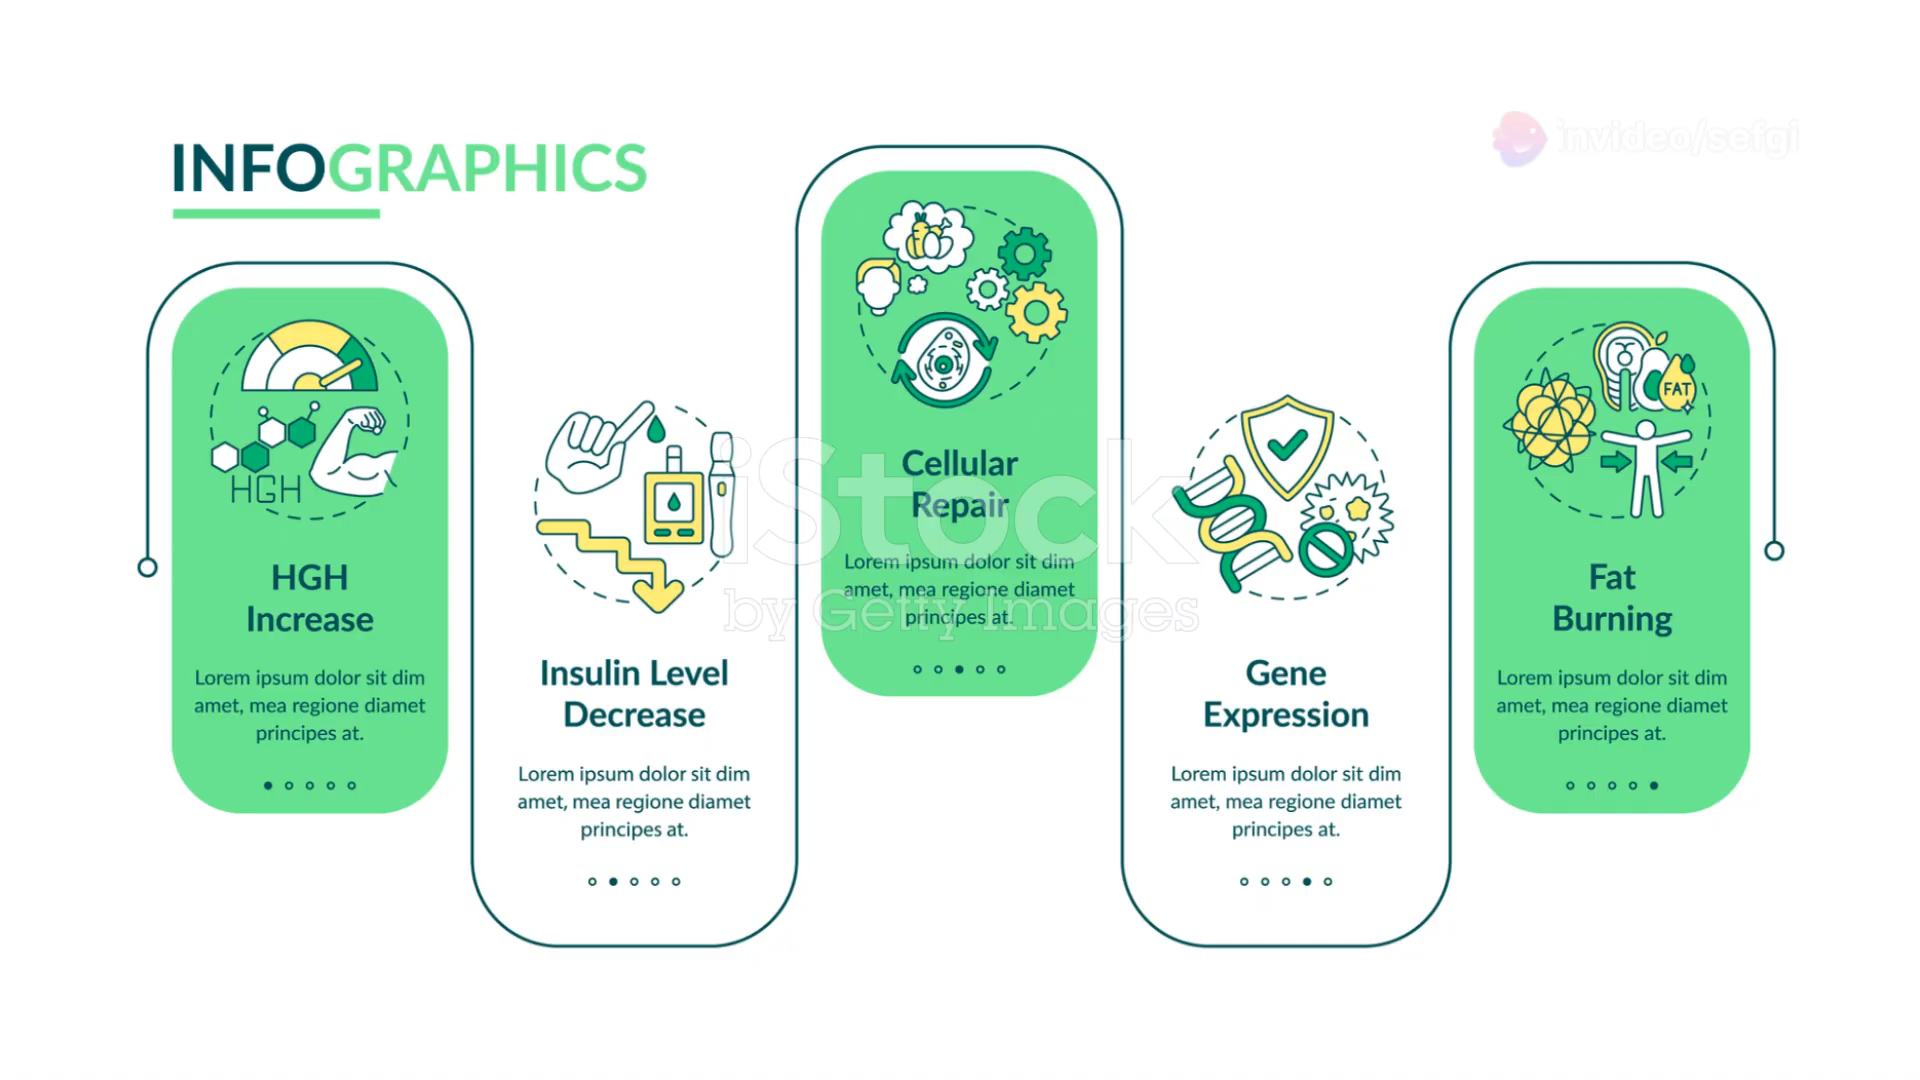 INFOGRAPHICS
invideo/sefgi
HGH
HGH
Increase
Lorem ipsum dolor sit dim
amet, mea regione diamet
principes at.
Insulin Level
Decrease
Lorem ipsum dolor sit dim
amet, mea regione diamet
principes at.
Cellular
Repair
Lorem ipsum dolor sit dim
amet, mea regione diamet
principes at.
iStock
by Getty Images
Gene
Expression
Lorem ipsum dolor sit dim
amet, mea regione diamet
principes at.
FAT
Fat
Burning
Lorem ipsum dolor sit dim
amet, mea regione diamet
principes at.